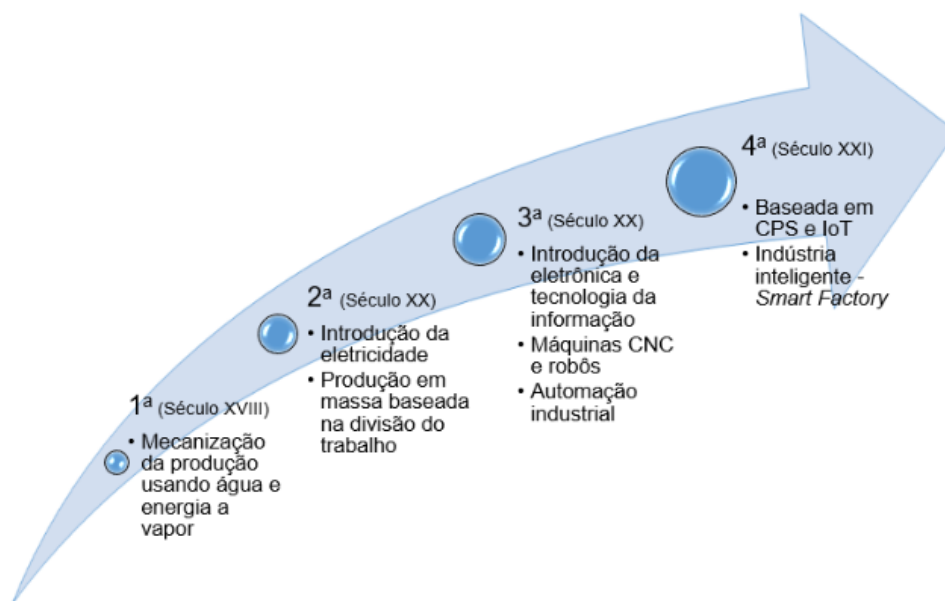 1ª (Século XVIII)
• Mecanização
da produção
usando água e
energia a
vapor
2ª (Século XX)
• Introdução da
eletricidade
• Produção em
massa baseada
na divisão do
trabalho
3ª (Século XX)
• Introdução da
eletrônica e
tecnologia da
informação
• Máquinas CNC
e robôs
• Automação
industrial
4ª (Século XXI)
• Baseada em
CPS e IoT
• Indústria
inteligente -
Smart Factory